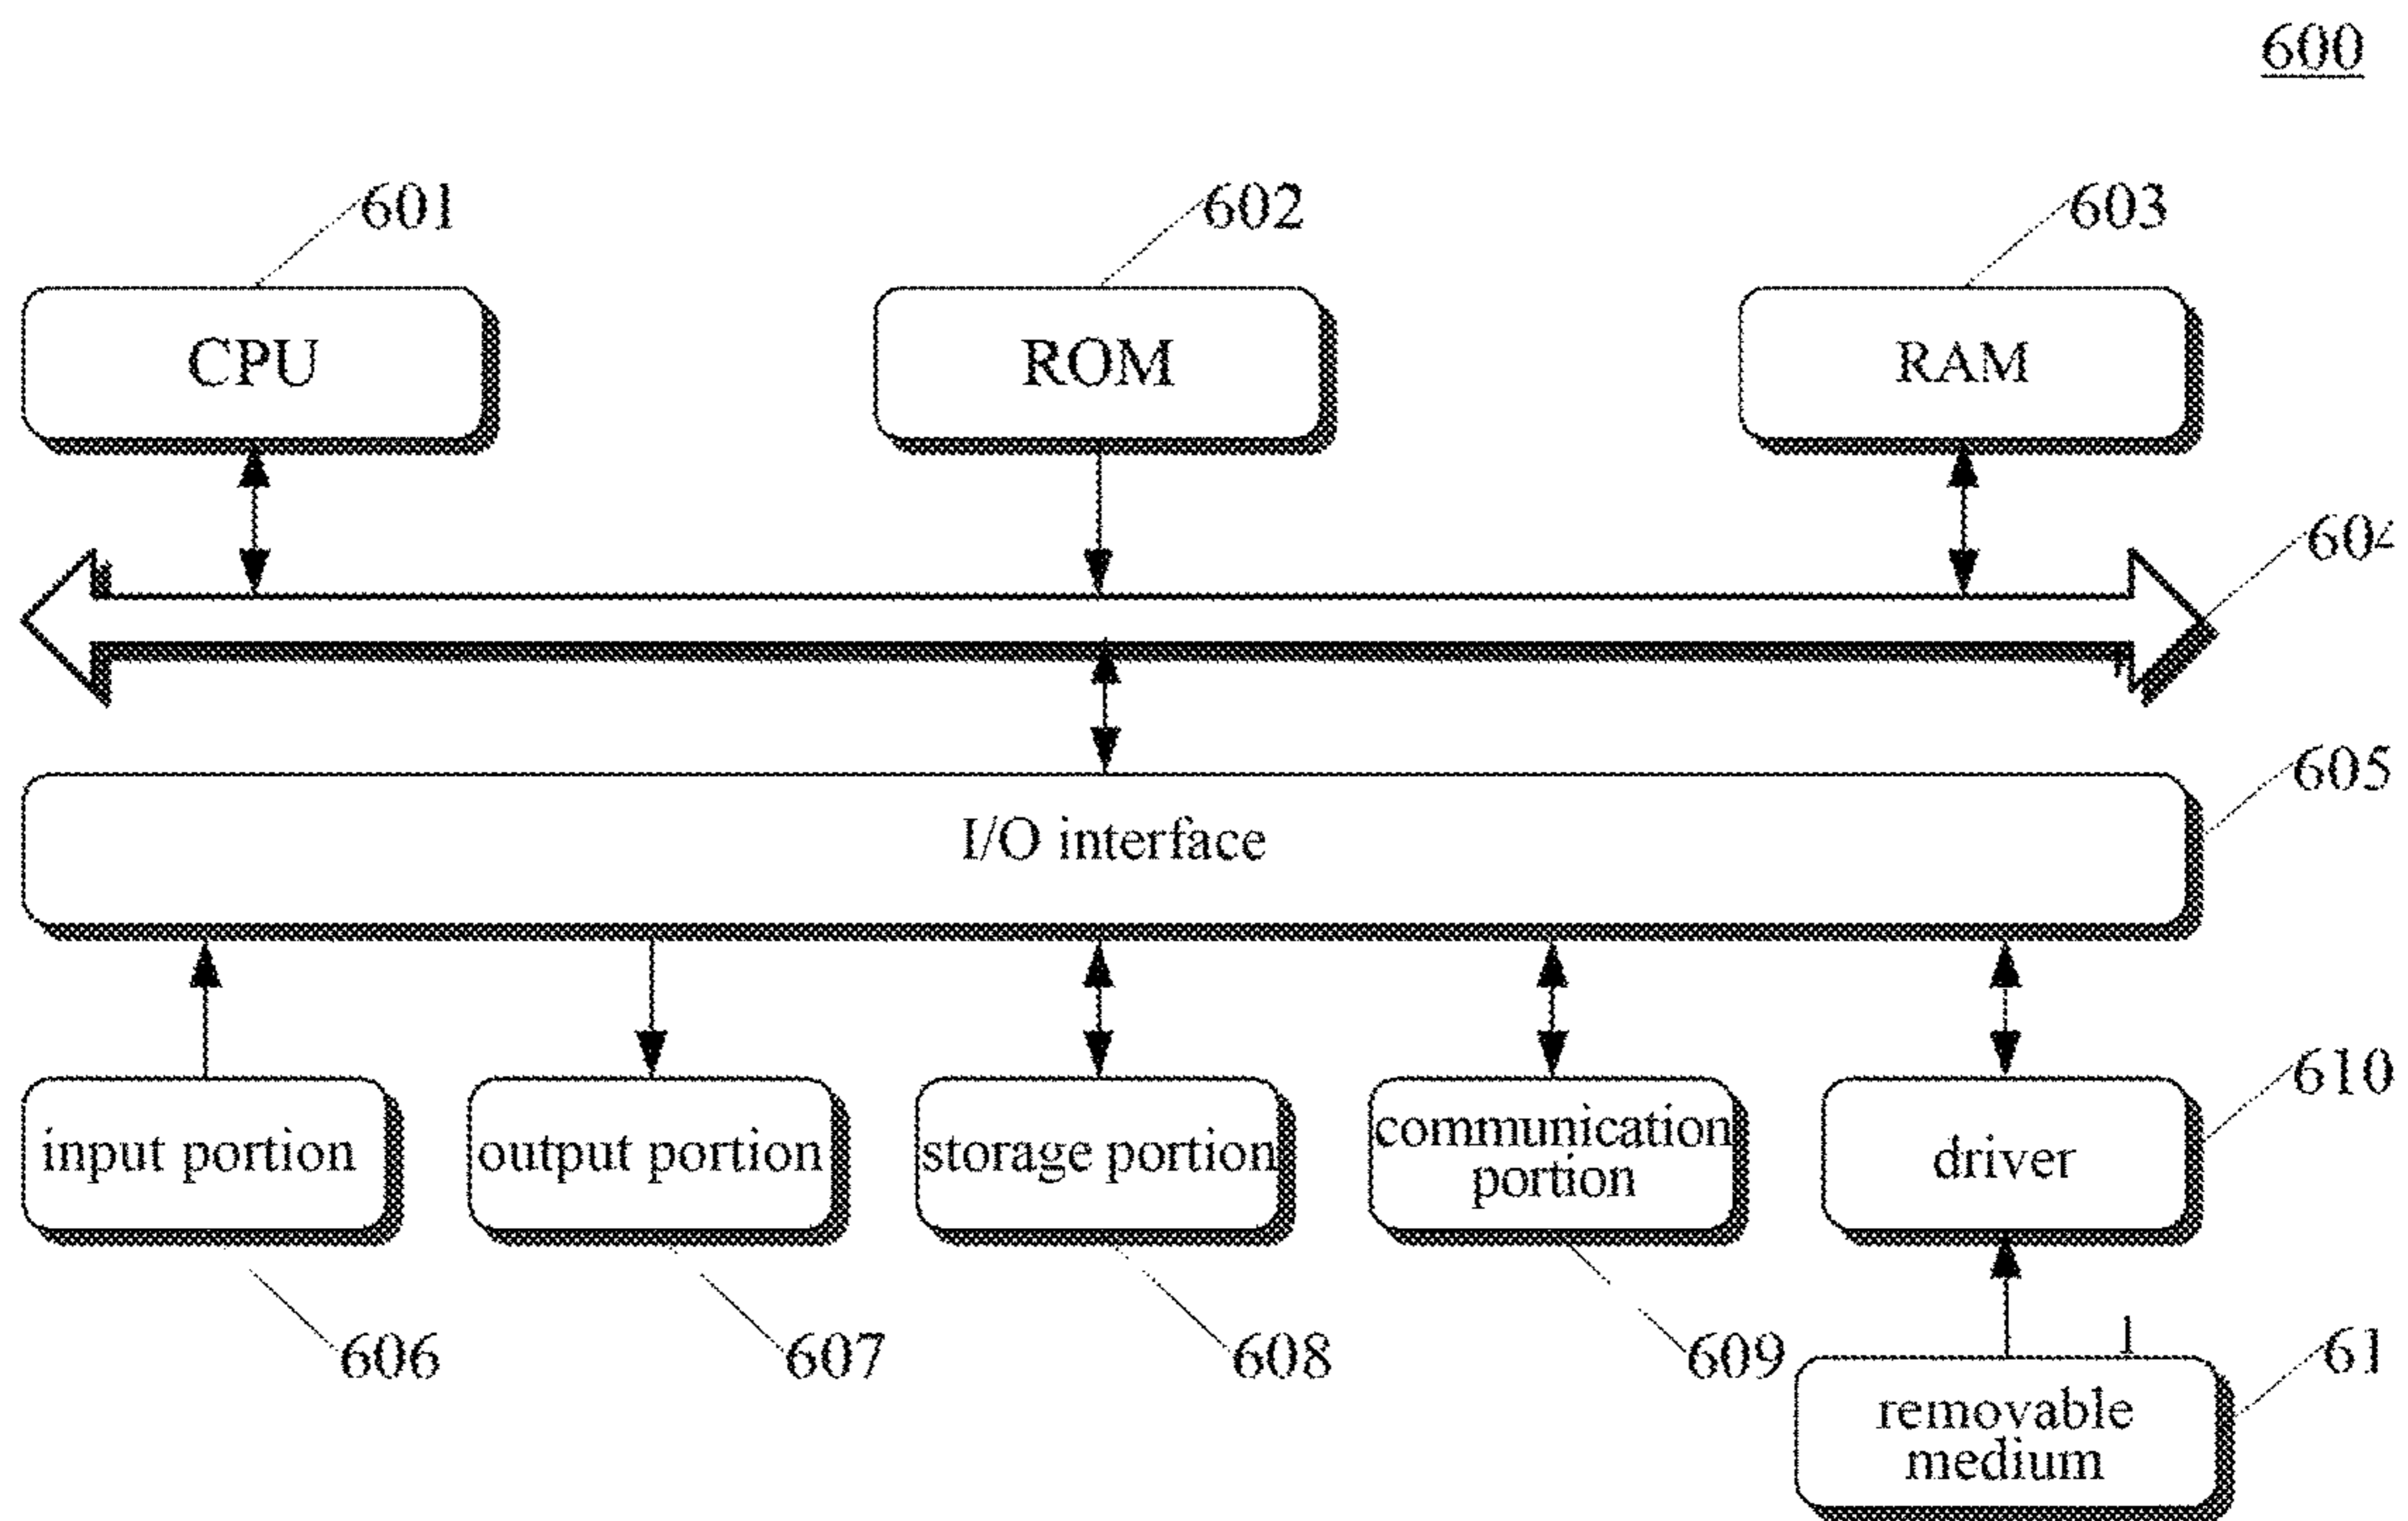 600
601
602
603
CPU
ROM
RAM
604
605
I/O interface
610
input portion
output portion
storage portion
communication
portion
driver
606
607
608
609
1
61
removable
medium